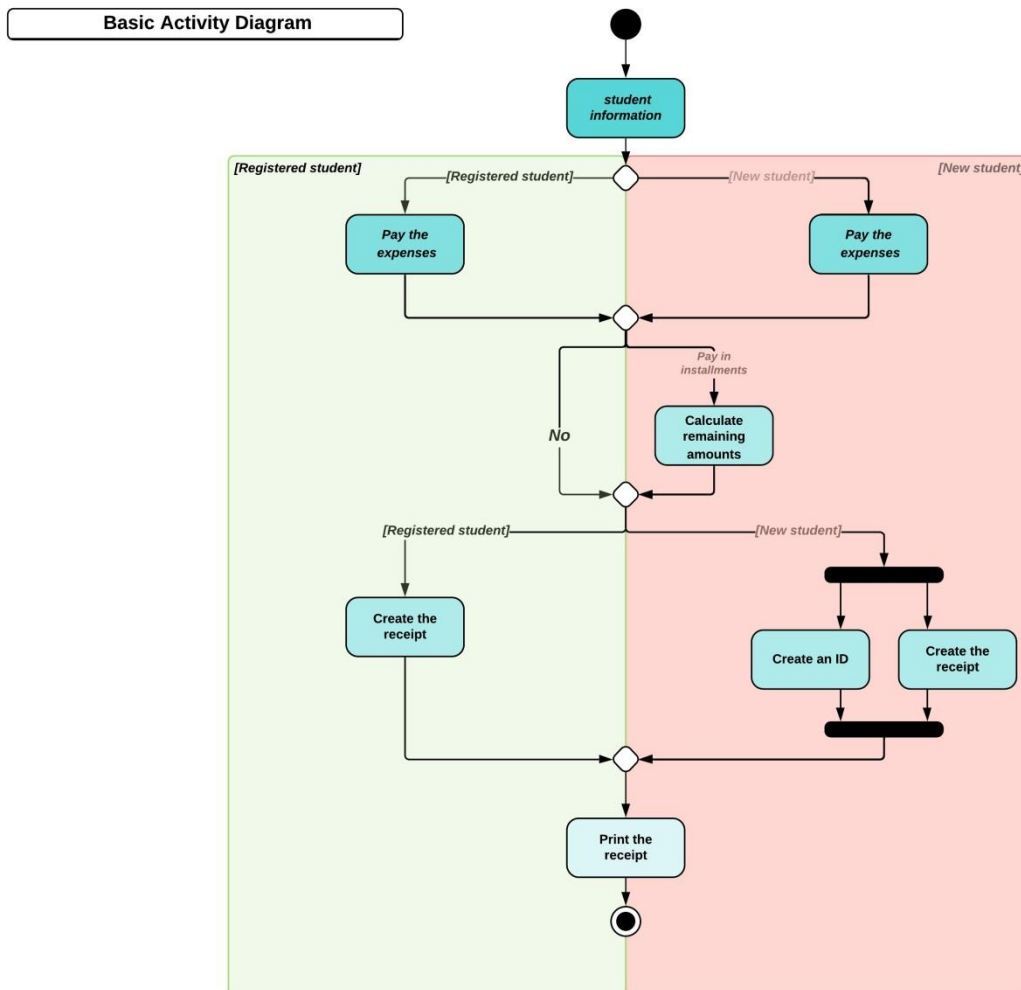 Basic Activity Diagram
student
information
[Registered student]
[New student]
[Registered student]
[New student]
Pay the
expenses
Pay the
expenses
Pay in
installments
No
Calculate
remaining
amounts
[Registered student]
[New student]
Create the
receipt
Create an ID
Create the
receipt
Print the
receipt